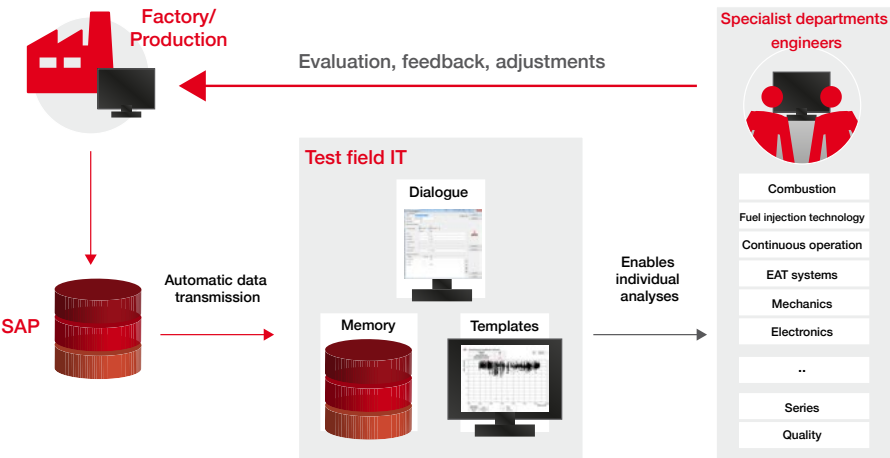 Factory/
Production
Evaluation, feedback, adjustments
Specialist departments
engineers
Test field IT
Dialogue
SAP
Automatic data
transmission
Memory
Templates
Enables
individual
analyses
Combustion
Fuel injection technology
Continuous operation
EAT systems
Mechanics
Electronics
..
Series
Quality